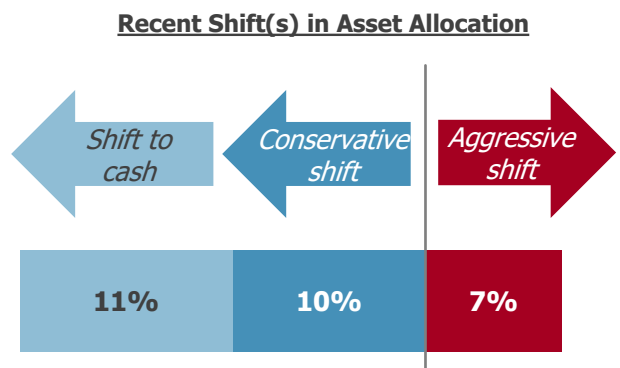 Recent Shift(s) in Asset Allocation
Shift to
cash
Conservative
shift
Aggressive
shift
11%
10%
7%